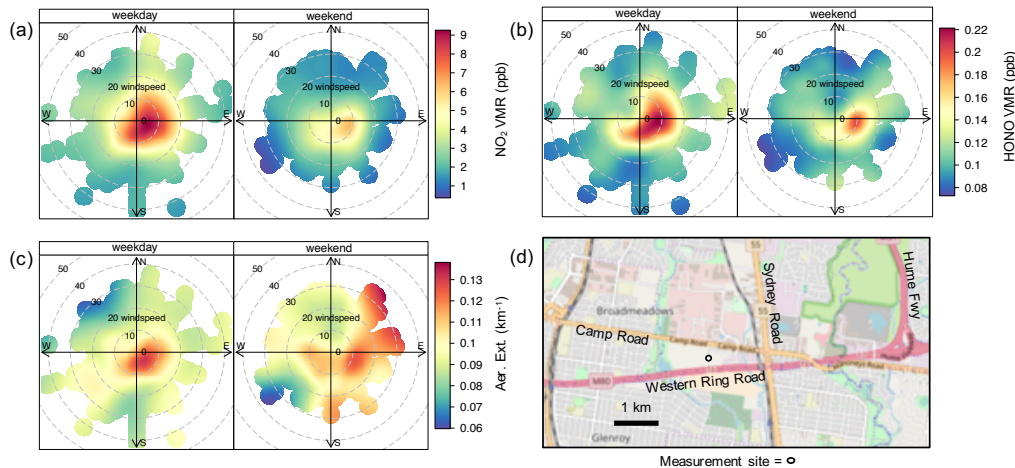 (a)
weekday
weekend
50
40
30
20 windspeed
10
0
N
E
S
W
50
40
30
20 windspeed
10
0
N
E
S
9
8
7
6
5
4
3
2
1
NO₂ VMR (ppb)
(b)
weekday
weekend
50
40
30
20 windspeed
10
0
N
E
S
W
50
40
30
20 windspeed
10
0
N
E
S
0.22
0.2
0.18
0.16
0.14
0.12
0.1
0.08
HONO VMR (ppb)
(c)
weekday
weekend
50
40
30
20 windspeed
10
0
N
E
S
W
50
40
30
20 windspeed
10
0
N
E
S
0.13
0.12
0.11
0.10
0.09
0.08
0.07
0.06
Aer. Ext. (km⁻¹)
(d)
55
Broadmeadows
Camp Road
Camp Road
Camp Road
Sydney Road
55
Hume Fwy
M80
Western Ring Road
1 km
Glenroy
Measurement site = o